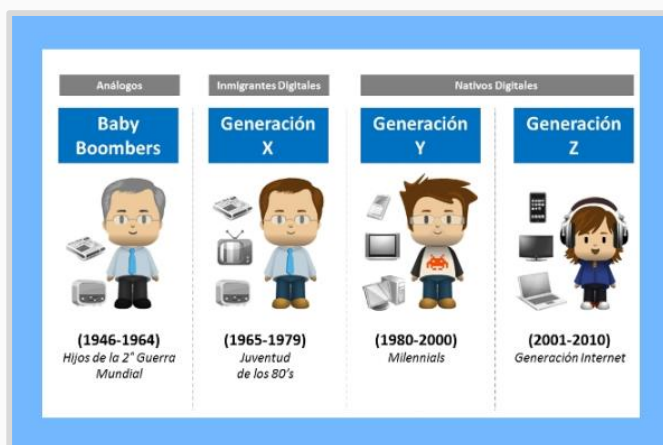 Análogos
Inmigrantes Digitales
Nativos Digitales
Baby
Boombers
Generación
X
Generación
Y
Generación
Z
(1946-1964)
Hijos de la 2° Guerra
Mundial
(1965-1979)
Juventud
de los 80's
(1980-2000)
Milennials
(2001-2010)
Generación Internet